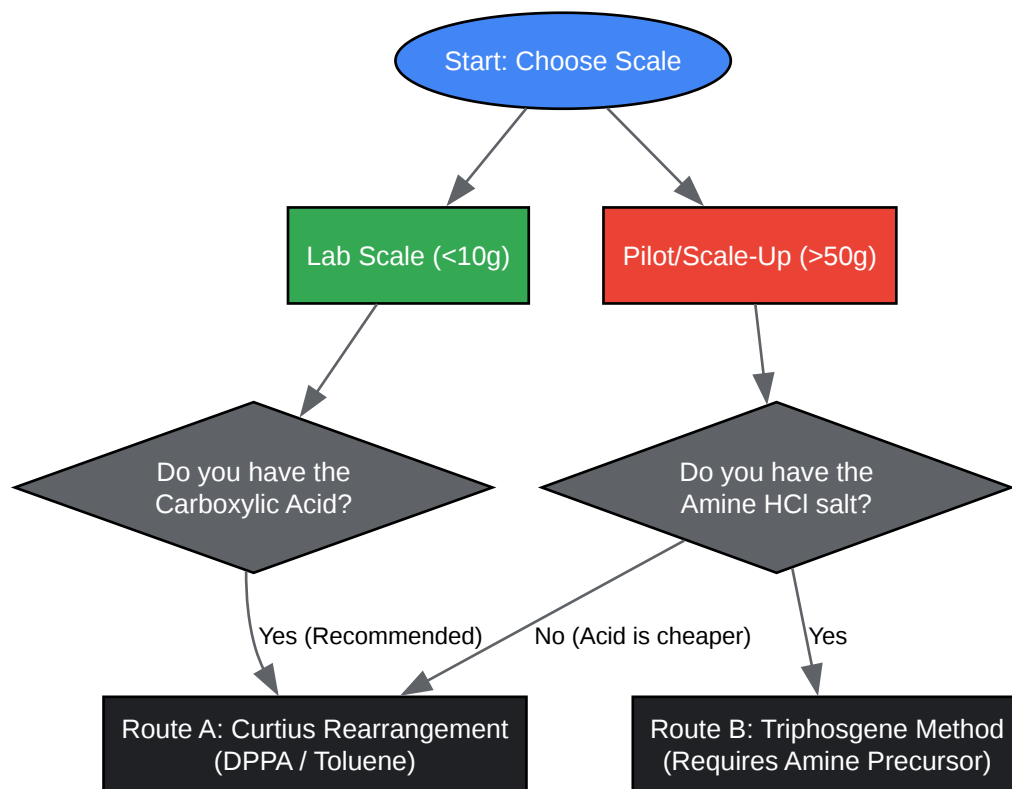 Start: Choose Scale
Lab Scale (<10g)
Pilot/Scale-Up (>50g)
Do you have the
Carboxylic Acid?
Do you have the
Amine HCl salt?
Yes (Recommended)
No (Acid is cheaper)
Yes
Route A: Curtius Rearrangement
(DPPA / Toluene)
Route B: Triphosgene Method
(Requires Amine Precursor)